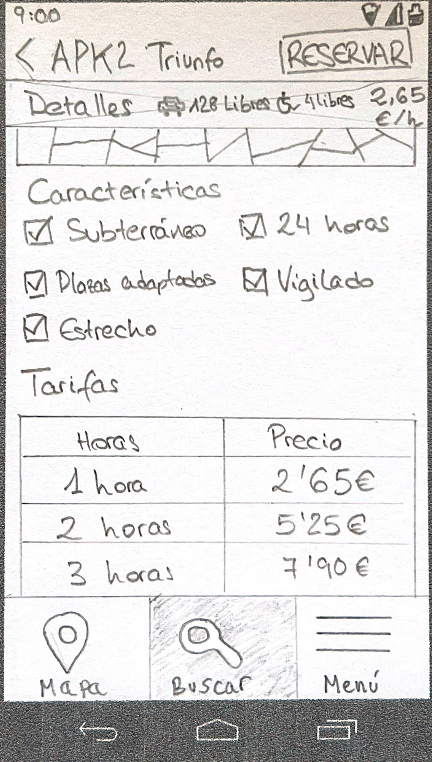 9:00
< APK2 Triunfo RESERVAR
Detalles 128 Libres 4 libres 2,65 €/h
Características
Subterráneo 24 horas
Plazas adaptadas Vigilado
Estrecho
Tarifas
Horas Precio
1 hora 2'65€
2 horas 5'25€
3 horas 7'90€
Mapa Buscar Menú